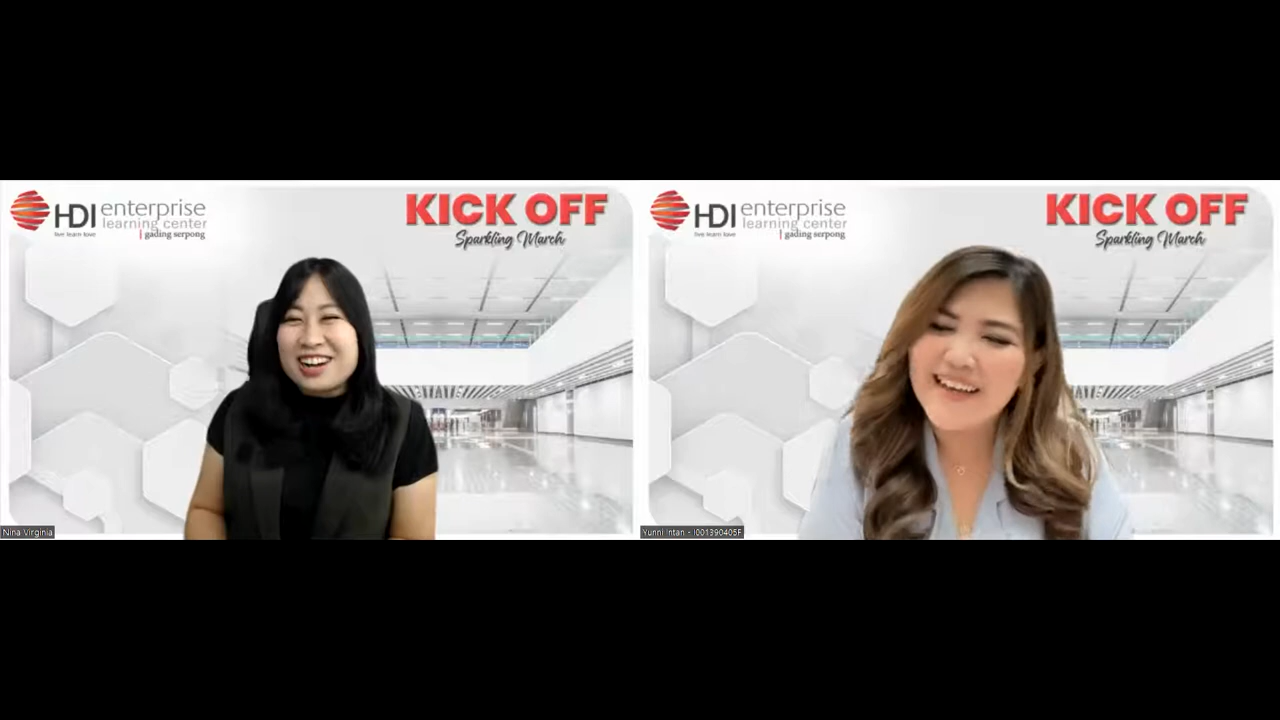 HDI enterprise
learning center
live learn love
| gading serpong
KICK OFF
Sparkling March
Nina Virginia
HDI enterprise
learning center
live learn love
| gading serpong
KICK OFF
Sparkling March
Yunni Intan - I001390405F